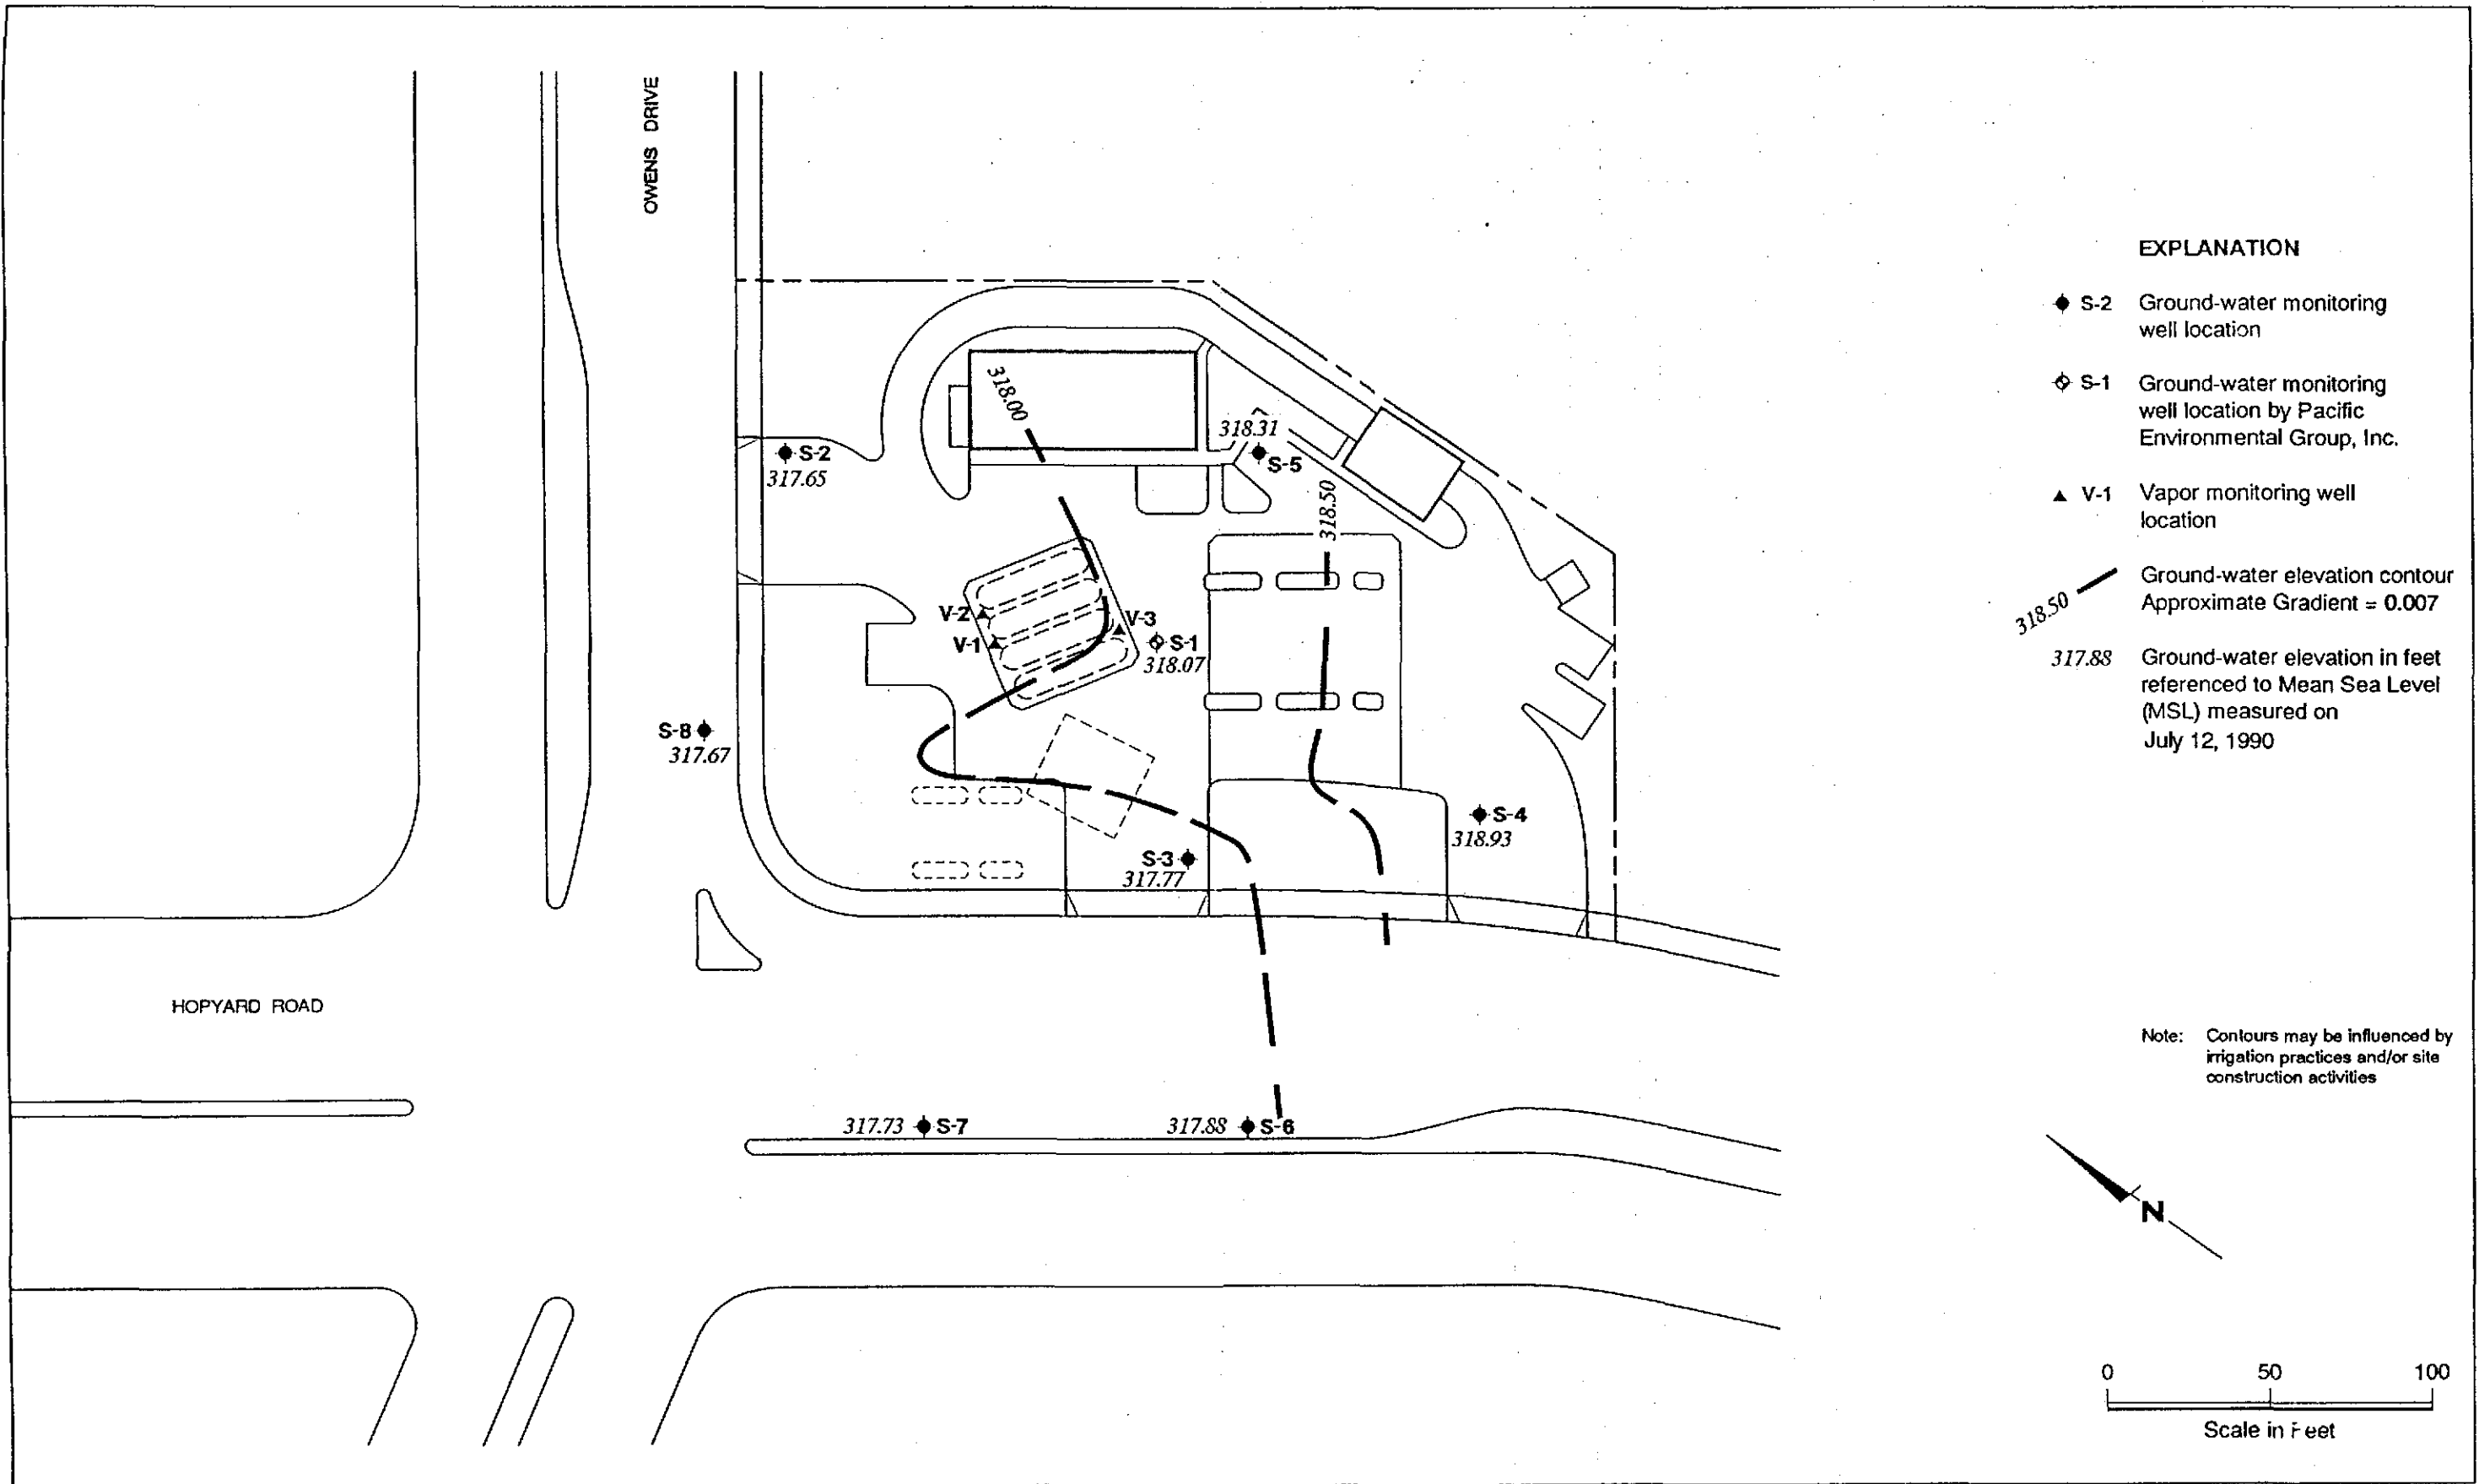 OWENS DRIVE
EXPLANATION
S-2 Ground-water monitoring
well location
S-1 Ground-water monitoring
well location by Pacific
Environmental Group, Inc.
V-1 Vapor monitoring well
location
318.50 Ground-water elevation contour
Approximate Gradient = 0.007
317.88 Ground-water elevation in feet
referenced to Mean Sea Level
(MSL) measured on
July 12, 1990
318.00
318.31
S-5
S-2
317.65
318.50
V-2
V-1
V-3
S-1
318.07
S-8
317.67
S-4
318.93
S-3
317.77
HOPYARD ROAD
Note: Contours may be influenced by
irrigation practices and/or site
construction activities
317.73 S-7
317.88 S-6
N
0 50 100
Scale in Feet